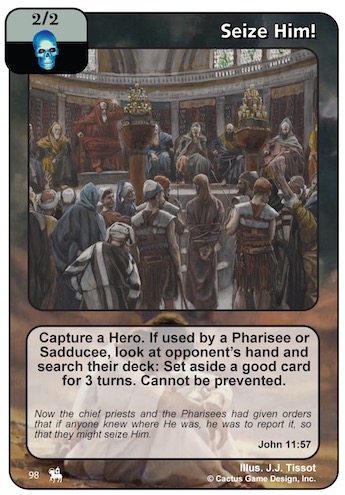 2/2
Seize Him!
Capture a Hero. If used by a Pharisee or
Sadducee, look at opponent's hand and
search their deck: Set aside a good card
for 3 turns. Cannot be prevented.
Now the chief priests and the Pharisees had given orders
that if anyone knew where He was, he was to report it, so
that they might seize Him.
John 11:57
Illus. J.J. Tissot
98
© Cactus Game Design, Inc.